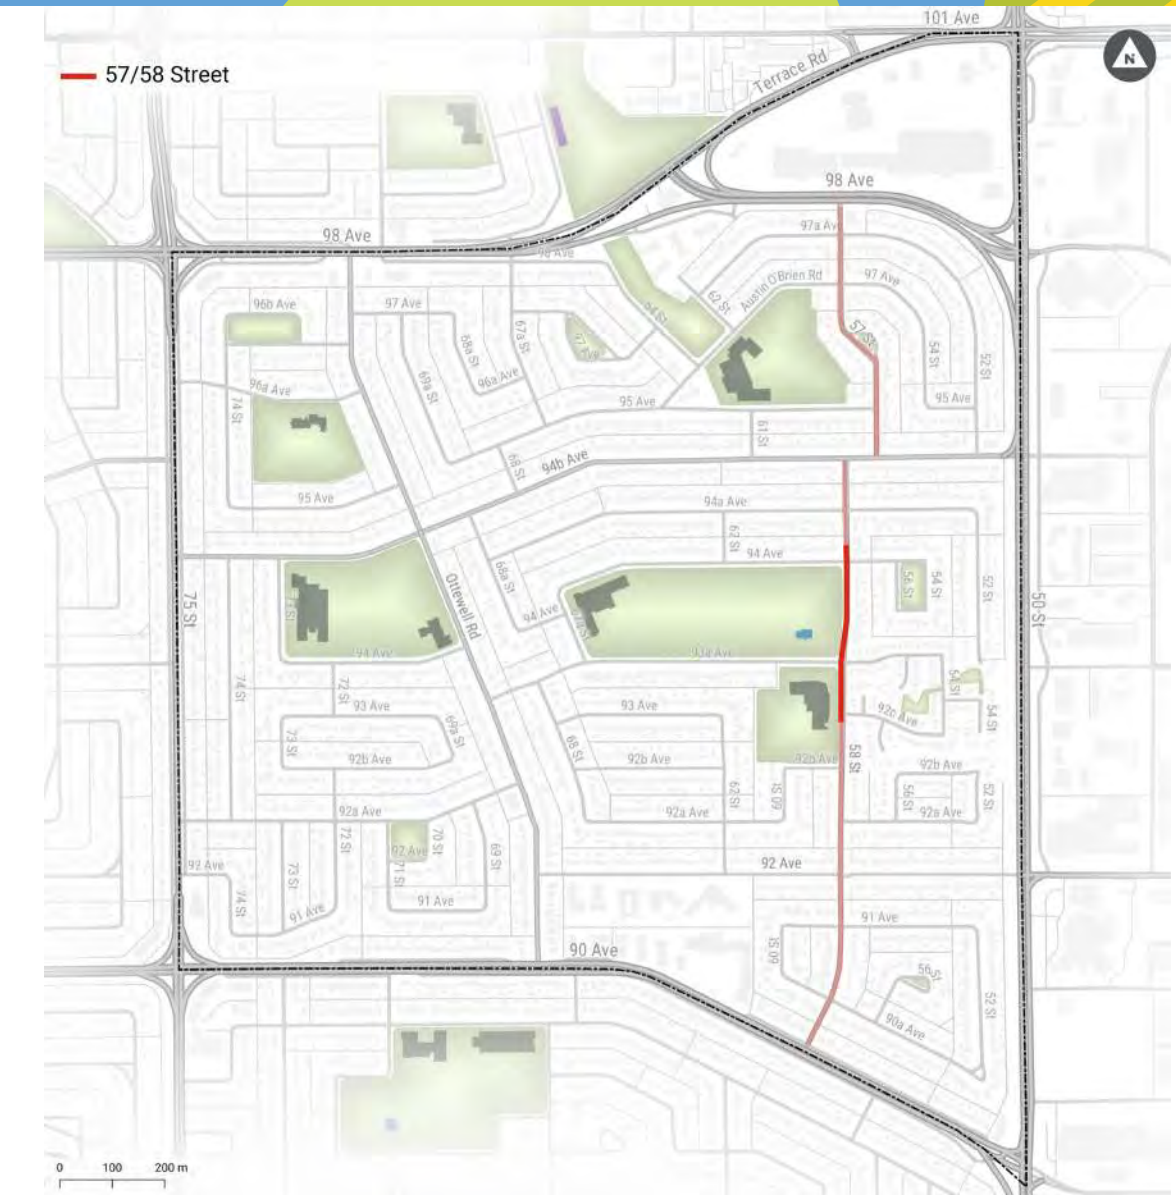 101 Ave
N
57/58 Street
Terrace Rd
98 Ave
98 Ave
97a Ave
96b Ave
97 Ave
62 St
Austin O'Brien Rd
97 Ave
67a St
68a St
57 St
54 St
52 St
97 Ave
96a Ave
96a Ave
69a St
74 St
95 Ave
95 Ave
61 St
68 St
94b Ave
95 Ave
94a Ave
62 St
94 Ave
68a St
56 St
54 St
52 St
75 St
Ottewell Rd
50 St
94 Ave
94 Ave
93a Ave
74 St
72 St
93 Ave
69a St
93 Ave
54 St
54 St
92c Ave
73 St
68 St
92b Ave
92b Ave
92b Ave
58 St
92b Ave
62 St
60 St
56 St
52 St
92a Ave
92a Ave
92a Ave
72 St
70 St
69 St
92 Ave
92 Ave
92 Ave
73 St
71 St
74 St
91 Ave
91 Ave
91 Ave
90 Ave
60 St
56 St
52 St
90a Ave
0 100 200 m